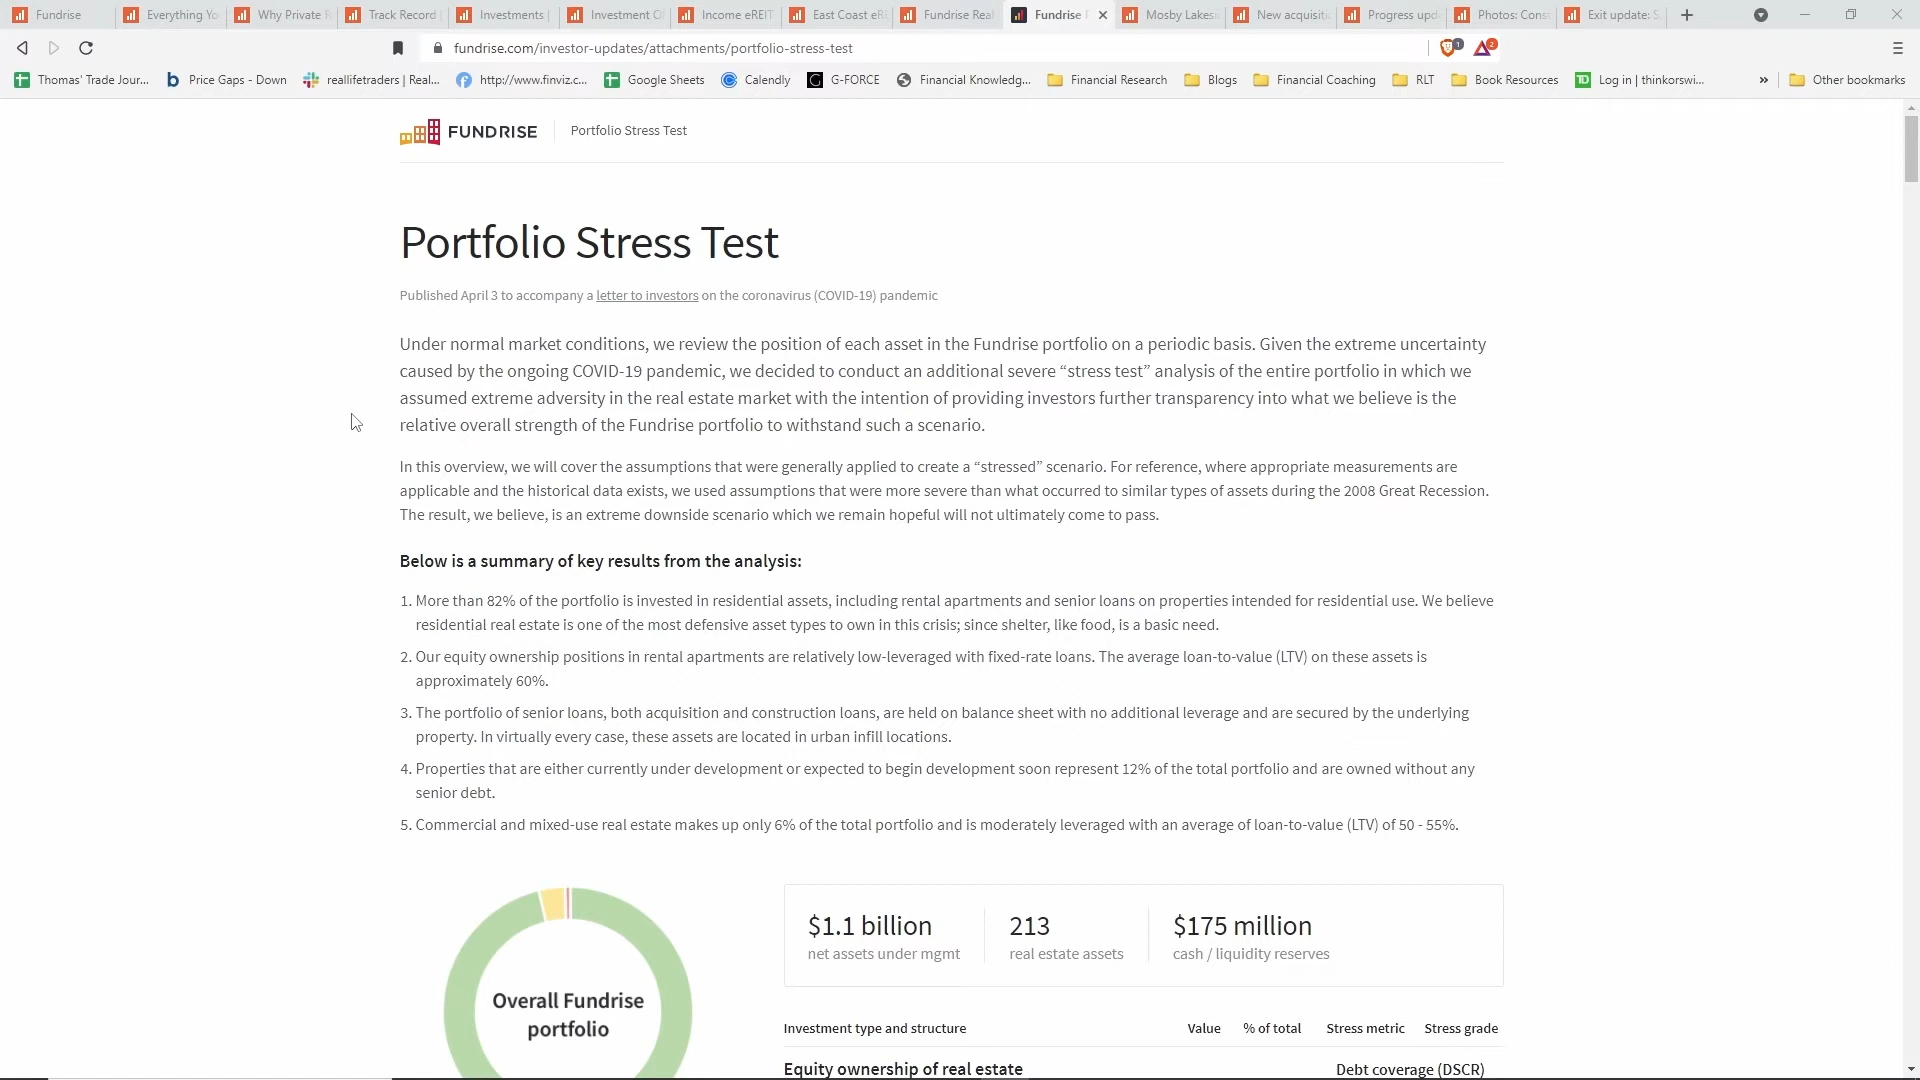 Fundrise
Everything Yo
Why Private R
Track Record
Investments |
Investment O
Income eREIT
East Coast eR
Fundrise Real
Fundrise P
Mosby Lakesi
New acquisiti
Progress upd
Photos: Cons
Exit update: S
fundrise.com/investor-updates/attachments/portfolio-stress-test
1
2
Thomas' Trade Jour...
Price Gaps - Down
reallifetraders | Real...
http://www.finviz.c...
Google Sheets
Calendly
G-FORCE
Financial Knowledg...
Financial Research
Blogs
Financial Coaching
RLT
Book Resources
Log in | thinkorswi...
»
Other bookmarks
FUNDRISE
Portfolio Stress Test
Portfolio Stress Test
Published April 3 to accompany a letter to investors on the coronavirus (COVID-19) pandemic
Under normal market conditions, we review the position of each asset in the Fundrise portfolio on a periodic basis. Given the extreme uncertainty
caused by the ongoing COVID-19 pandemic, we decided to conduct an additional severe “stress test” analysis of the entire portfolio in which we
assumed extreme adversity in the real estate market with the intention of providing investors further transparency into what we believe is the
relative overall strength of the Fundrise portfolio to withstand such a scenario.
In this overview, we will cover the assumptions that were generally applied to create a “stressed” scenario. For reference, where appropriate measurements are
applicable and the historical data exists, we used assumptions that were more severe than what occurred to similar types of assets during the 2008 Great Recession.
The result, we believe, is an extreme downside scenario which we remain hopeful will not ultimately come to pass.
Below is a summary of key results from the analysis:
1. More than 82% of the portfolio is invested in residential assets, including rental apartments and senior loans on properties intended for residential use. We believe
residential real estate is one of the most defensive asset types to own in this crisis; since shelter, like food, is a basic need.
2. Our equity ownership positions in rental apartments are relatively low-leveraged with fixed-rate loans. The average loan-to-value (LTV) on these assets is
approximately 60%.
3. The portfolio of senior loans, both acquisition and construction loans, are held on balance sheet with no additional leverage and are secured by the underlying
property. In virtually every case, these assets are located in urban infill locations.
4. Properties that are either currently under development or expected to begin development soon represent 12% of the total portfolio and are owned without any
senior debt.
5. Commercial and mixed-use real estate makes up only 6% of the total portfolio and is moderately leveraged with an average of loan-to-value (LTV) of 50 - 55%.
Overall Fundrise
portfolio
$1.1 billion
net assets under mgmt
213
real estate assets
$175 million
cash / liquidity reserves
Investment type and structure
Value
% of total
Stress metric
Stress grade
Equity ownership of real estate
Debt coverage (DSCR)